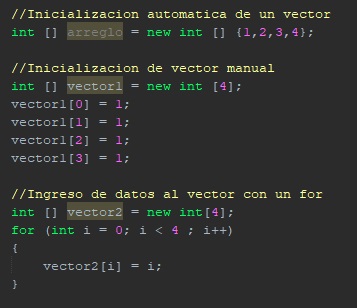 //Inicializacion automatica de un vector
int [] arreglo = new int [] {1,2,3,4};
//Inicializacion de vector manual
int [] vector1 = new int [4];
vector1[0] = 1;
vector1[1] = 1;
vector1[2] = 1;
vector1[3] = 1;
//Ingreso de datos al vector con un for
int [] vector2 = new int[4];
for (int i = 0; i < 4 ; i++)
{
vector2[i] = i;
}